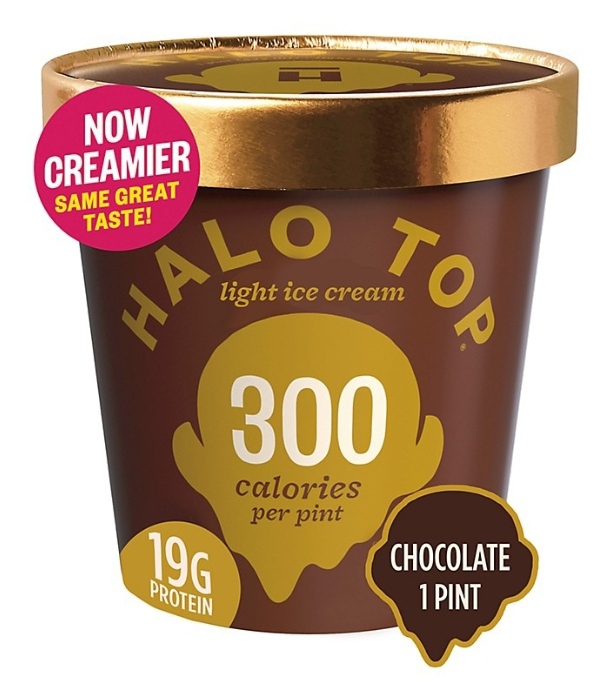 NOW
CREAMIER
SAME GREAT
TASTE!
HALO TOP®
light ice cream
300
calories
per pint
19G
PROTEIN
CHOCOLATE
1 PINT